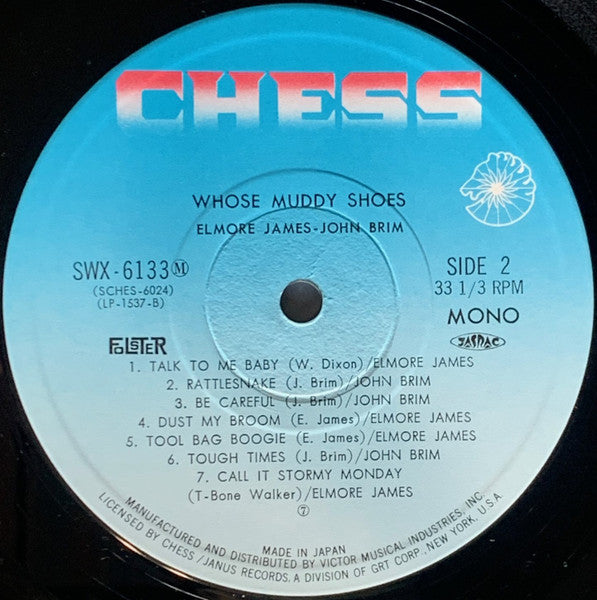 CHESS
WHOSE MUDDY SHOES
ELMORE JAMES-JOHN BRIM
SWX-6133 Ⓜ
(SCHES-6024)
(LP-1537-B)
SIDE 2
33 1/3 RPM
MONO
FOLSTER
JASRAC
1. TALK TO ME BABY (W. Dixon)/ELMORE JAMES
2. RATTLESNAKE (J. Brim)/JOHN BRIM
3. BE CAREFUL (J. Brim)/JOHN BRIM
4. DUST MY BROOM (E. James)/ELMORE JAMES
5. TOOL BAG BOOGIE (E. James)/ELMORE JAMES
6. TOUGH TIMES (J. Brim)/JOHN BRIM
7. CALL IT STORMY MONDAY
(T-Bone Walker)/ELMORE JAMES
⑦
MADE IN JAPAN
MANUFACTURED AND DISTRIBUTED BY VICTOR MUSICAL INDUSTRIES, INC.
LICENSED BY CHESS/JANUS RECORDS, A DIVISION OF GRT CORP., NEW YORK, U.S.A.